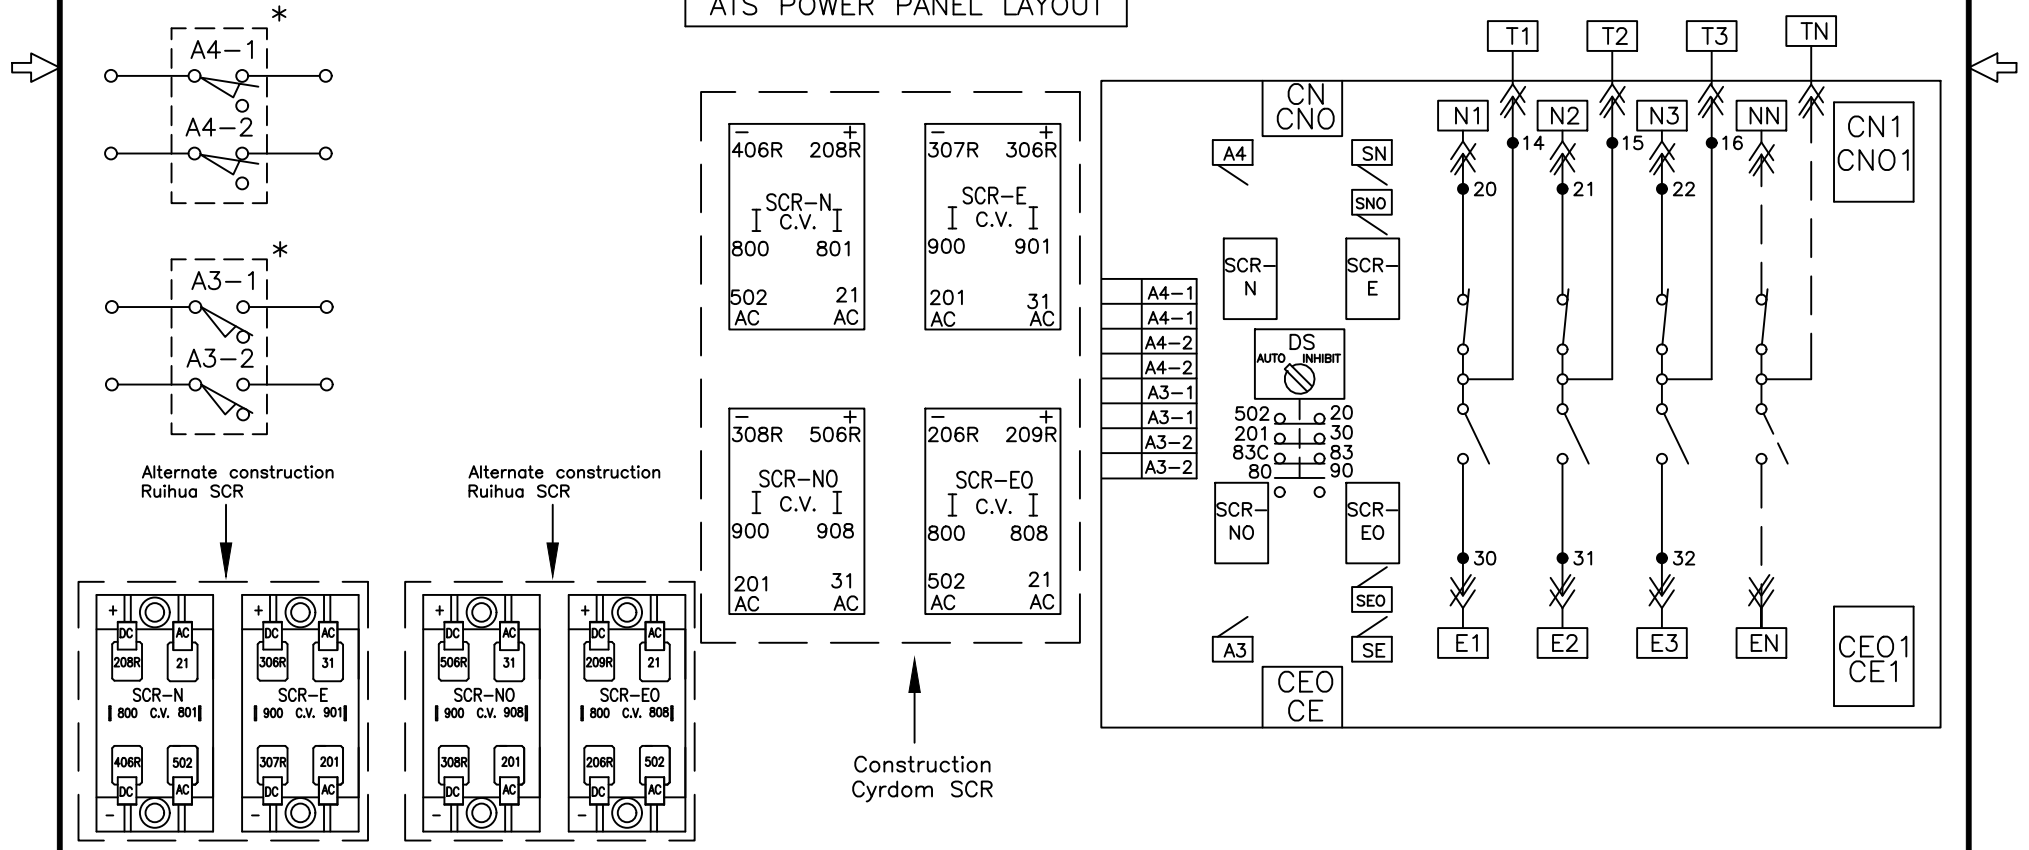 ATS POWER PANEL LAYOUT
*
A4-1
A4-2
*
A3-1
A3-2
Alternate construction
Ruihua SCR
+
DC AC
208R 21
SCR-N
800 C.V. 801
406R 502
DC AC
-
+
DC AC
306R 31
SCR-E
900 C.V. 901
307R 201
DC AC
-
Alternate construction
Ruihua SCR
+
DC AC
506R 31
SCR-NO
900 C.V. 908
308R 201
DC AC
-
+
DC AC
209R 21
SCR-EO
800 C.V. 808
206R 502
DC AC
-
- +
406R 208R
SCR-N
C.V.
800 801
502 21
AC AC
- +
307R 306R
SCR-E
C.V.
900 901
201 31
AC AC
- +
308R 506R
SCR-NO
C.V.
900 908
201 31
AC AC
- +
206R 209R
SCR-EO
C.V.
800 808
502 21
AC AC
Construction
Cyrdom SCR
CN
CNO
A4
SN
SNO
SCR-
N
SCR-
E
A4-1
A4-1
A4-2
A4-2
A3-1
A3-1
A3-2
A3-2
DS
AUTO INHIBIT
502 20
201 30
83C 83
80 90
SCR-
NO
SCR-
EO
SEO
A3
SE
CEO
CE
T1 T2 T3 TN
N1 N2 N3 NN
14 15 16
20 21 22
30 31 32
E1 E2 E3 EN
CN1
CNO1
CEO1
CE1